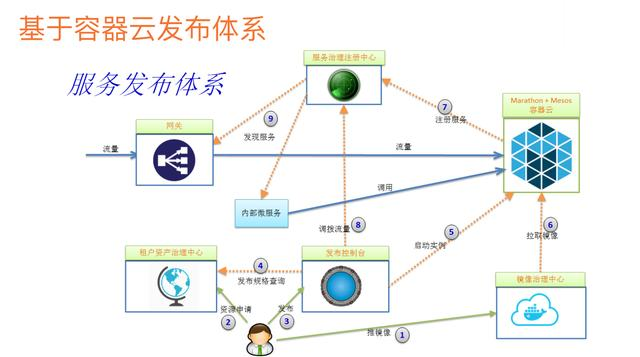 基于容器云发布体系
服务发布体系
服务治理注册中心
Marathon + Mesos
容器云
7
注册服务
9
发现服务
网关
流量
流量
内部微服务
调用
调拨流量
8
5
启动实例
6
拉取镜像
租户资产治理中心
4
发布规格查询
发布控制台
镜像治理中心
资源申请
2
发布
3
推镜像
1